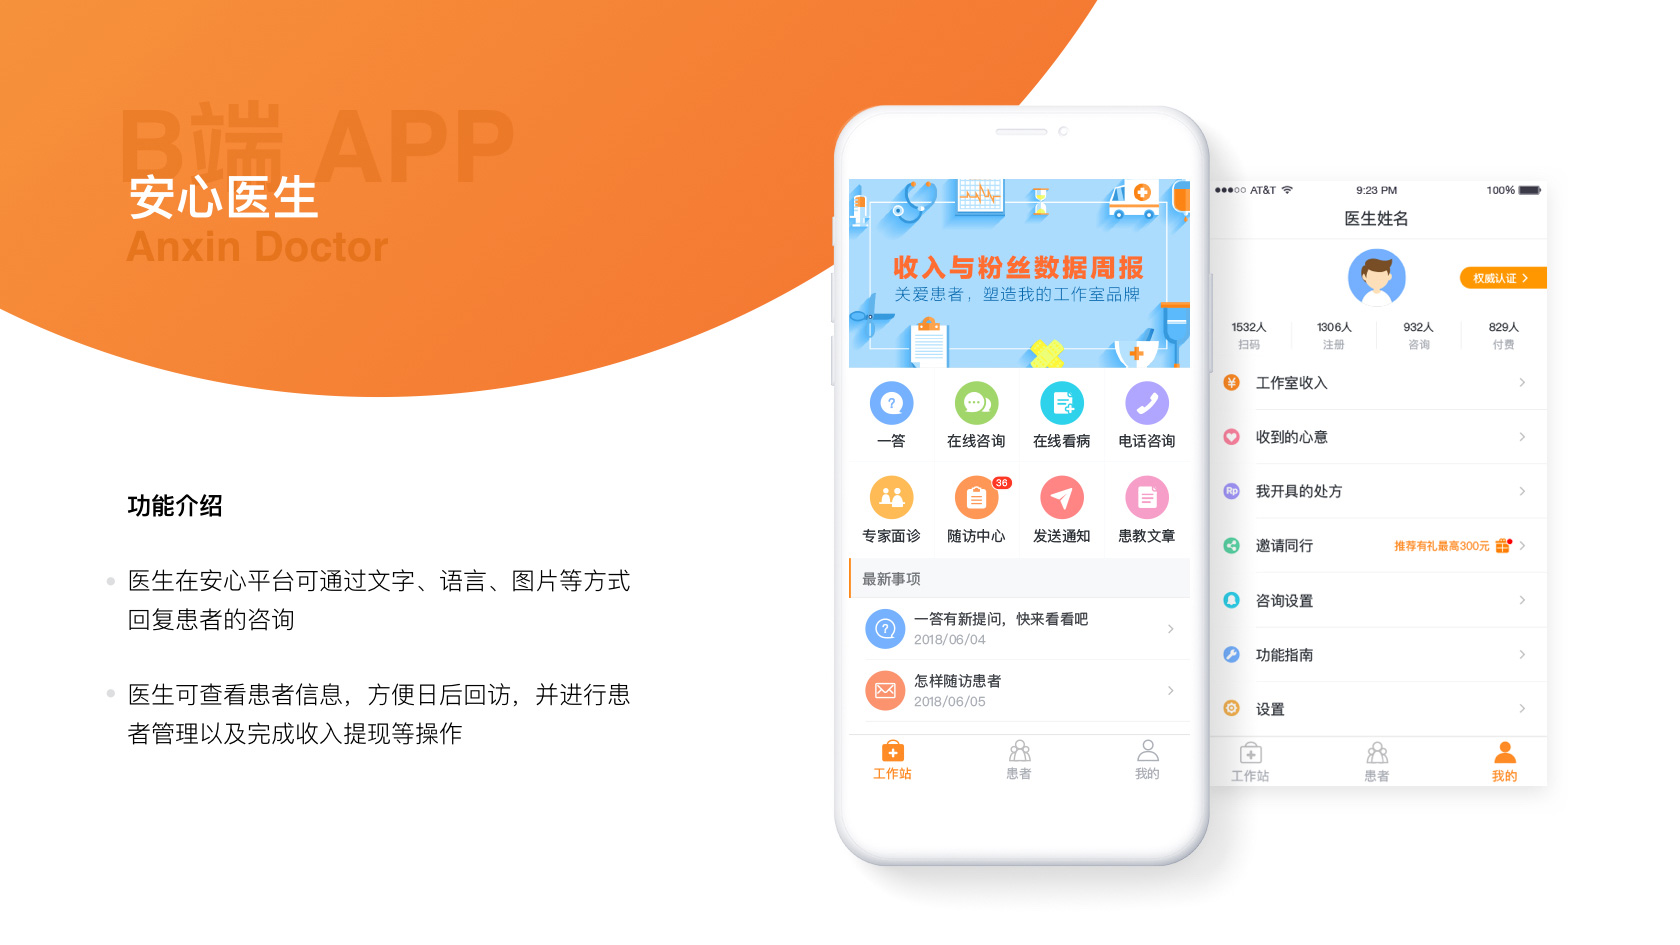 B端 APP
安心医生
Anxin Doctor
功能介绍
医生在安心平台可通过文字、语言、图片等方式
回复患者的咨询
医生可查看患者信息，方便日后回访，并进行患
者管理以及完成收入提现等操作
收入与粉丝数据周报
关爱患者，塑造我的工作室品牌
一答 在线咨询 在线看病 电话咨询
36
专家面诊 随访中心 发送通知 患教文章
最新事项
一答有新提问，快来看看吧
2018/06/04
怎样随访患者
2018/06/05
工作站 患者 我的
AT&T 9:23 PM 100%
医生姓名
权威认证
1532人 1306人 932人 829人
扫码 注册 咨询 付费
¥ 工作室收入
收到的心意
Rp 我开具的处方
邀请同行 推荐有礼最高300元
咨询设置
功能指南
设置
工作站 患者 我的